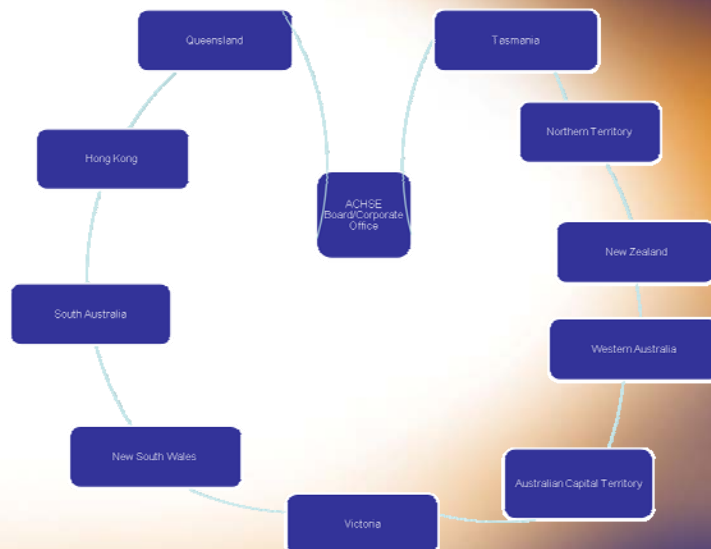 Queensland
Tasmania
Northern Territory
Hong Kong
ACHSE
Board/Corporate
Office
New Zealand
South Australia
Western Australia
New South Wales
Australian Capital Territory
Victoria